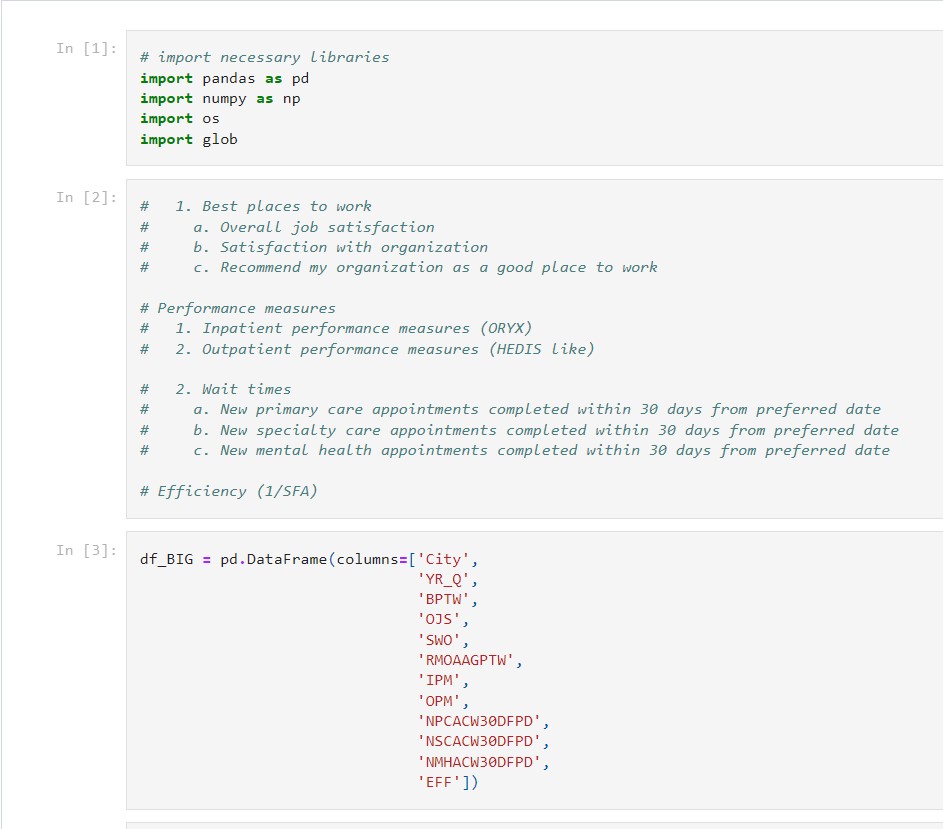 In [1]:
# import necessary libraries
import pandas as pd
import numpy as np
import os
import glob
In [2]:
#   1. Best places to work
#     a. Overall job satisfaction
#     b. Satisfaction with organization
#     c. Recommend my organization as a good place to work
# Performance measures
#   1. Inpatient performance measures (ORYX)
#   2. Outpatient performance measures (HEDIS like)
#   2. Wait times
#     a. New primary care appointments completed within 30 days from preferred date
#     b. New specialty care appointments completed within 30 days from preferred date
#     c. New mental health appointments completed within 30 days from preferred date
# Efficiency (1/SFA)
In [3]:
df_BIG = pd.DataFrame(columns=['City',
'YR_Q',
'BPTW',
'OJS',
'SWO',
'RMOAAGPTW',
'IPM',
'OPM',
'NPCACW30DFPD',
'NSCACW30DFPD',
'NMHACW30DFPD',
'EFF'])